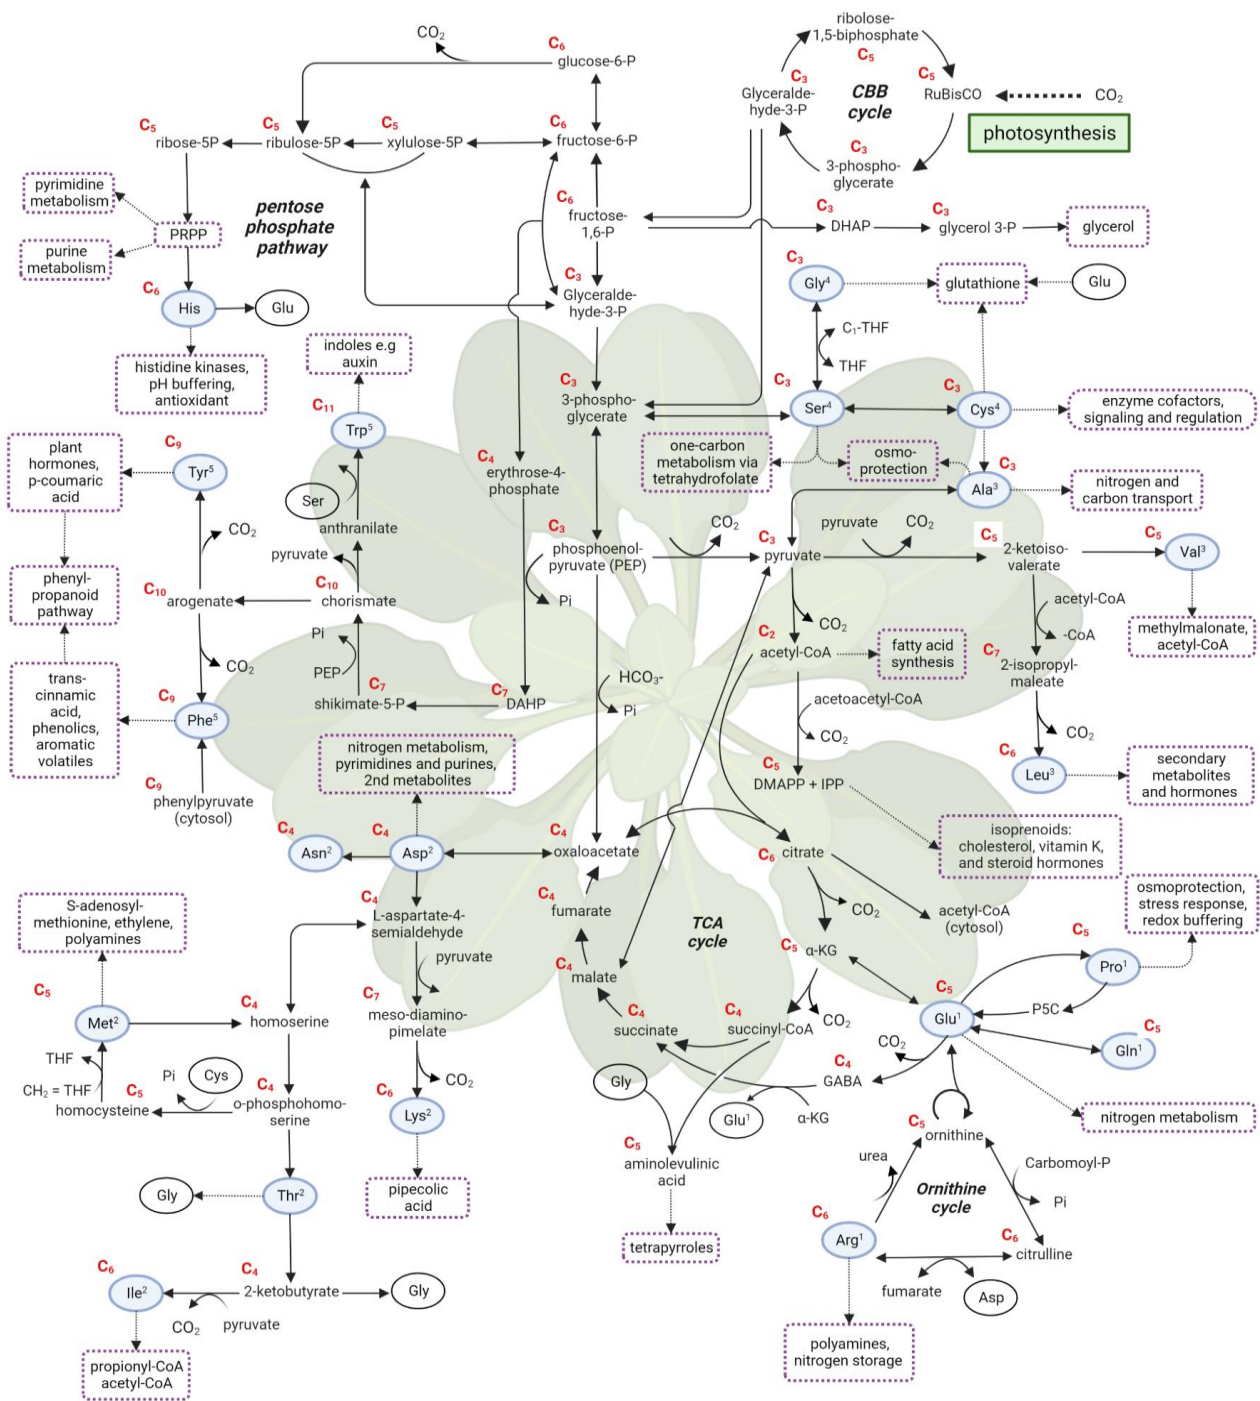 CO₂
C₆
glucose-6-P
ribolose-
1,5-biphosphate
C₅
C₃
Glyceralde-
hyde-3-P
CBB
cycle
C₅
RuBisCO
CO₂
photosynthesis
C₃
3-phospho-
glycerate
C₅
ribose-5P
C₅
ribulose-5P
C₅
xylulose-5P
C₆
fructose-6-P
pyrimidine
metabolism
PRPP
purine
metabolism
pentose
phosphate
pathway
C₆
fructose-
1,6-P
C₃
DHAP
C₃
glycerol 3-P
glycerol
C₆
His
Glu
C₃
Glyceralde-
hyde-3-P
C₃
Gly⁴
glutathione
Glu
C₁-THF
THF
histidine kinases,
pH buffering,
antioxidant
indoles e.g
auxin
C₁₁
Trp⁵
C₃
3-phospho-
glycerate
C₃
Ser⁴
C₃
Cys⁴
enzyme cofactors,
signaling and regulation
plant
hormones,
p-coumaric
acid
C₉
Tyr⁵
Ser
anthranilate
C₄
erythrose-4-
phosphate
one-carbon
metabolism via
tetrahydrofolate
osmo-
protection
C₃
Ala³
nitrogen and
carbon transport
CO₂
pyruvate
C₃
phosphoenol-
pyruvate (PEP)
Pi
CO₂
C₃
pyruvate
pyruvate
CO₂
C₅
2-ketoiso-
valerate
C₅
Val³
phenyl-
propanoid
pathway
C₁₀
arogenate
C₁₀
chorismate
Pi
PEP
CO₂
acetyl-CoA
-CoA
methylmalonate,
acetyl-CoA
CO₂
C₂
acetyl-CoA
fatty acid
synthesis
C₇
2-isopropyl-
maleate
trans-
cinnamic
acid,
phenolics,
aromatic
volatiles
C₉
Phe⁵
C₇
shikimate-5-P
C₇
DAHP
HCO₃-
Pi
acetoacetyl-CoA
CO₂
CO₂
C₉
phenylpyruvate
(cytosol)
nitrogen metabolism,
pyrimidines and purines,
2nd metabolites
C₅
DMAPP + IPP
C₆
Leu³
secondary
metabolites
and hormones
C₄
Asn²
C₄
Asp²
C₄
oxaloacetate
C₆
citrate
isoprenoids:
cholesterol, vitamin K,
and steroid hormones
S-adenosyl-
methionine, ethylene,
polyamines
C₄
L-aspartate-4-
semialdehyde
pyruvate
C₄
fumarate
TCA
cycle
CO₂
acetyl-CoA
(cytosol)
osmoprotection,
stress response,
redox buffering
C₄
malate
C₅
α-KG
C₅
Pro¹
C₅
Met²
C₄
homoserine
C₇
meso-diamino-
pimelate
C₄
succinate
C₄
succinyl-CoA
CO₂
C₅
Glu¹
P5C
C₅
Gln¹
THF
CH₂ = THF
Pi
Cys
C₅
homocysteine
C₄
o-phosphohomo-
serine
CO₂
C₆
Lys²
Gly
Glu¹
α-KG
C₄
GABA
CO₂
nitrogen metabolism
C₅
ornithine
C₅
aminolevulinic
acid
urea
Carbomoyl-P
Pi
Ornithine
cycle
Gly
Thr²
pipecolic
acid
tetrapyrroles
C₆
Arg¹
C₆
citrulline
C₆
Ile²
C₄
2-ketobutyrate
Gly
CO₂
pyruvate
fumarate
Asp
propionyl-CoA
acetyl-CoA
polyamines,
nitrogen storage